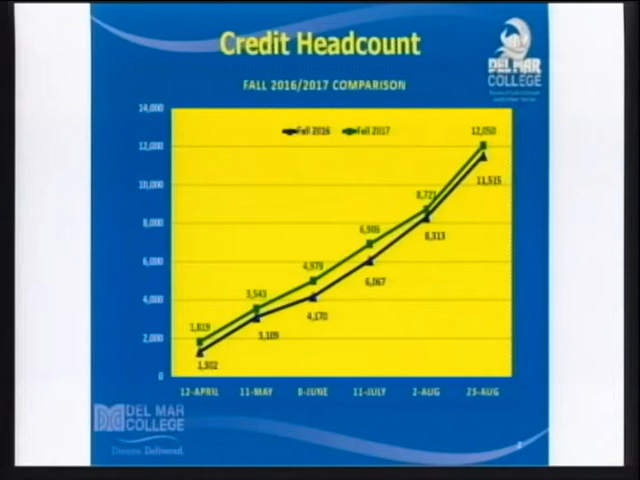 Credit Headcount
DEL MAR
COLLEGE
FALL 2016/2017 COMPARISON
14,000
Fall 2016 Fall 2017
12,050
12,000
11,515
10,000
8,721
8,000
8,313
6,906
6,000
6,067
4,979
4,000
4,170
3,543
2,000
1,819
1,302
0
12-APRIL 11-MAY 8-JUNE 11-JULY 2-AUG 23-AUG
DEL MAR
COLLEGE
Dreams. Delivered.
2